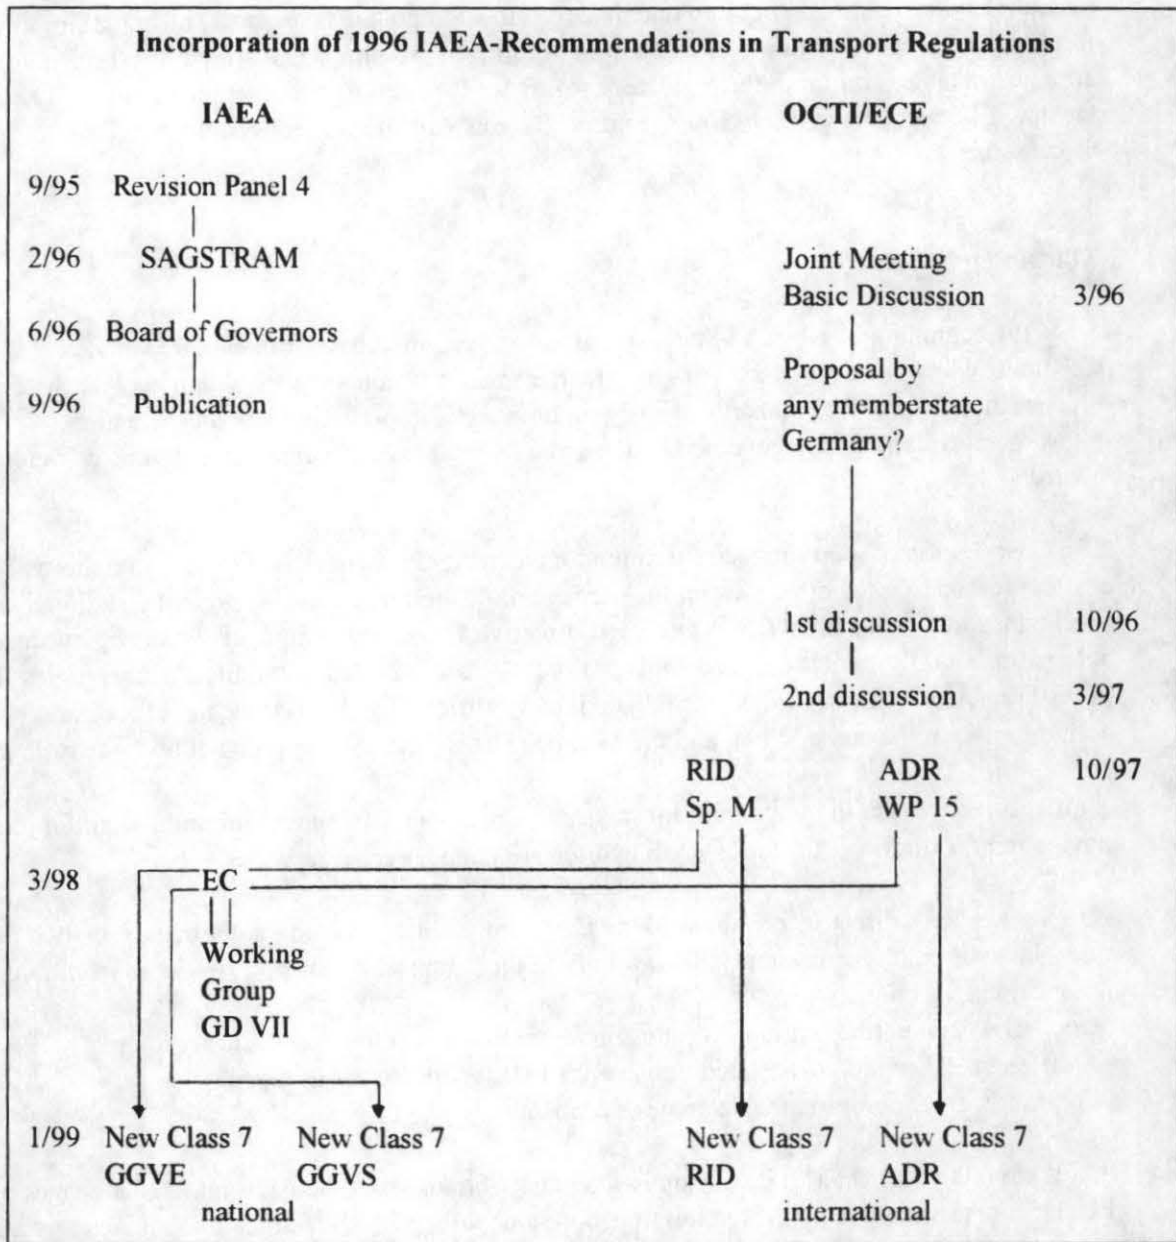 Incorporation of 1996 IAEA-Recommendations in Transport Regulations
IAEA
OCTI/ECE
9/95 Revision Panel 4
2/96 SAGSTRAM
Joint Meeting
Basic Discussion 3/96
6/96 Board of Governors
Proposal by
any memberstate
Germany?
9/96 Publication
1st discussion 10/96
2nd discussion 3/97
RID ADR 10/97
Sp. M. WP 15
3/98 EC
Working
Group
GD VII
1/99 New Class 7 New Class 7 New Class 7 New Class 7
GGVE GGVS RID ADR
national international